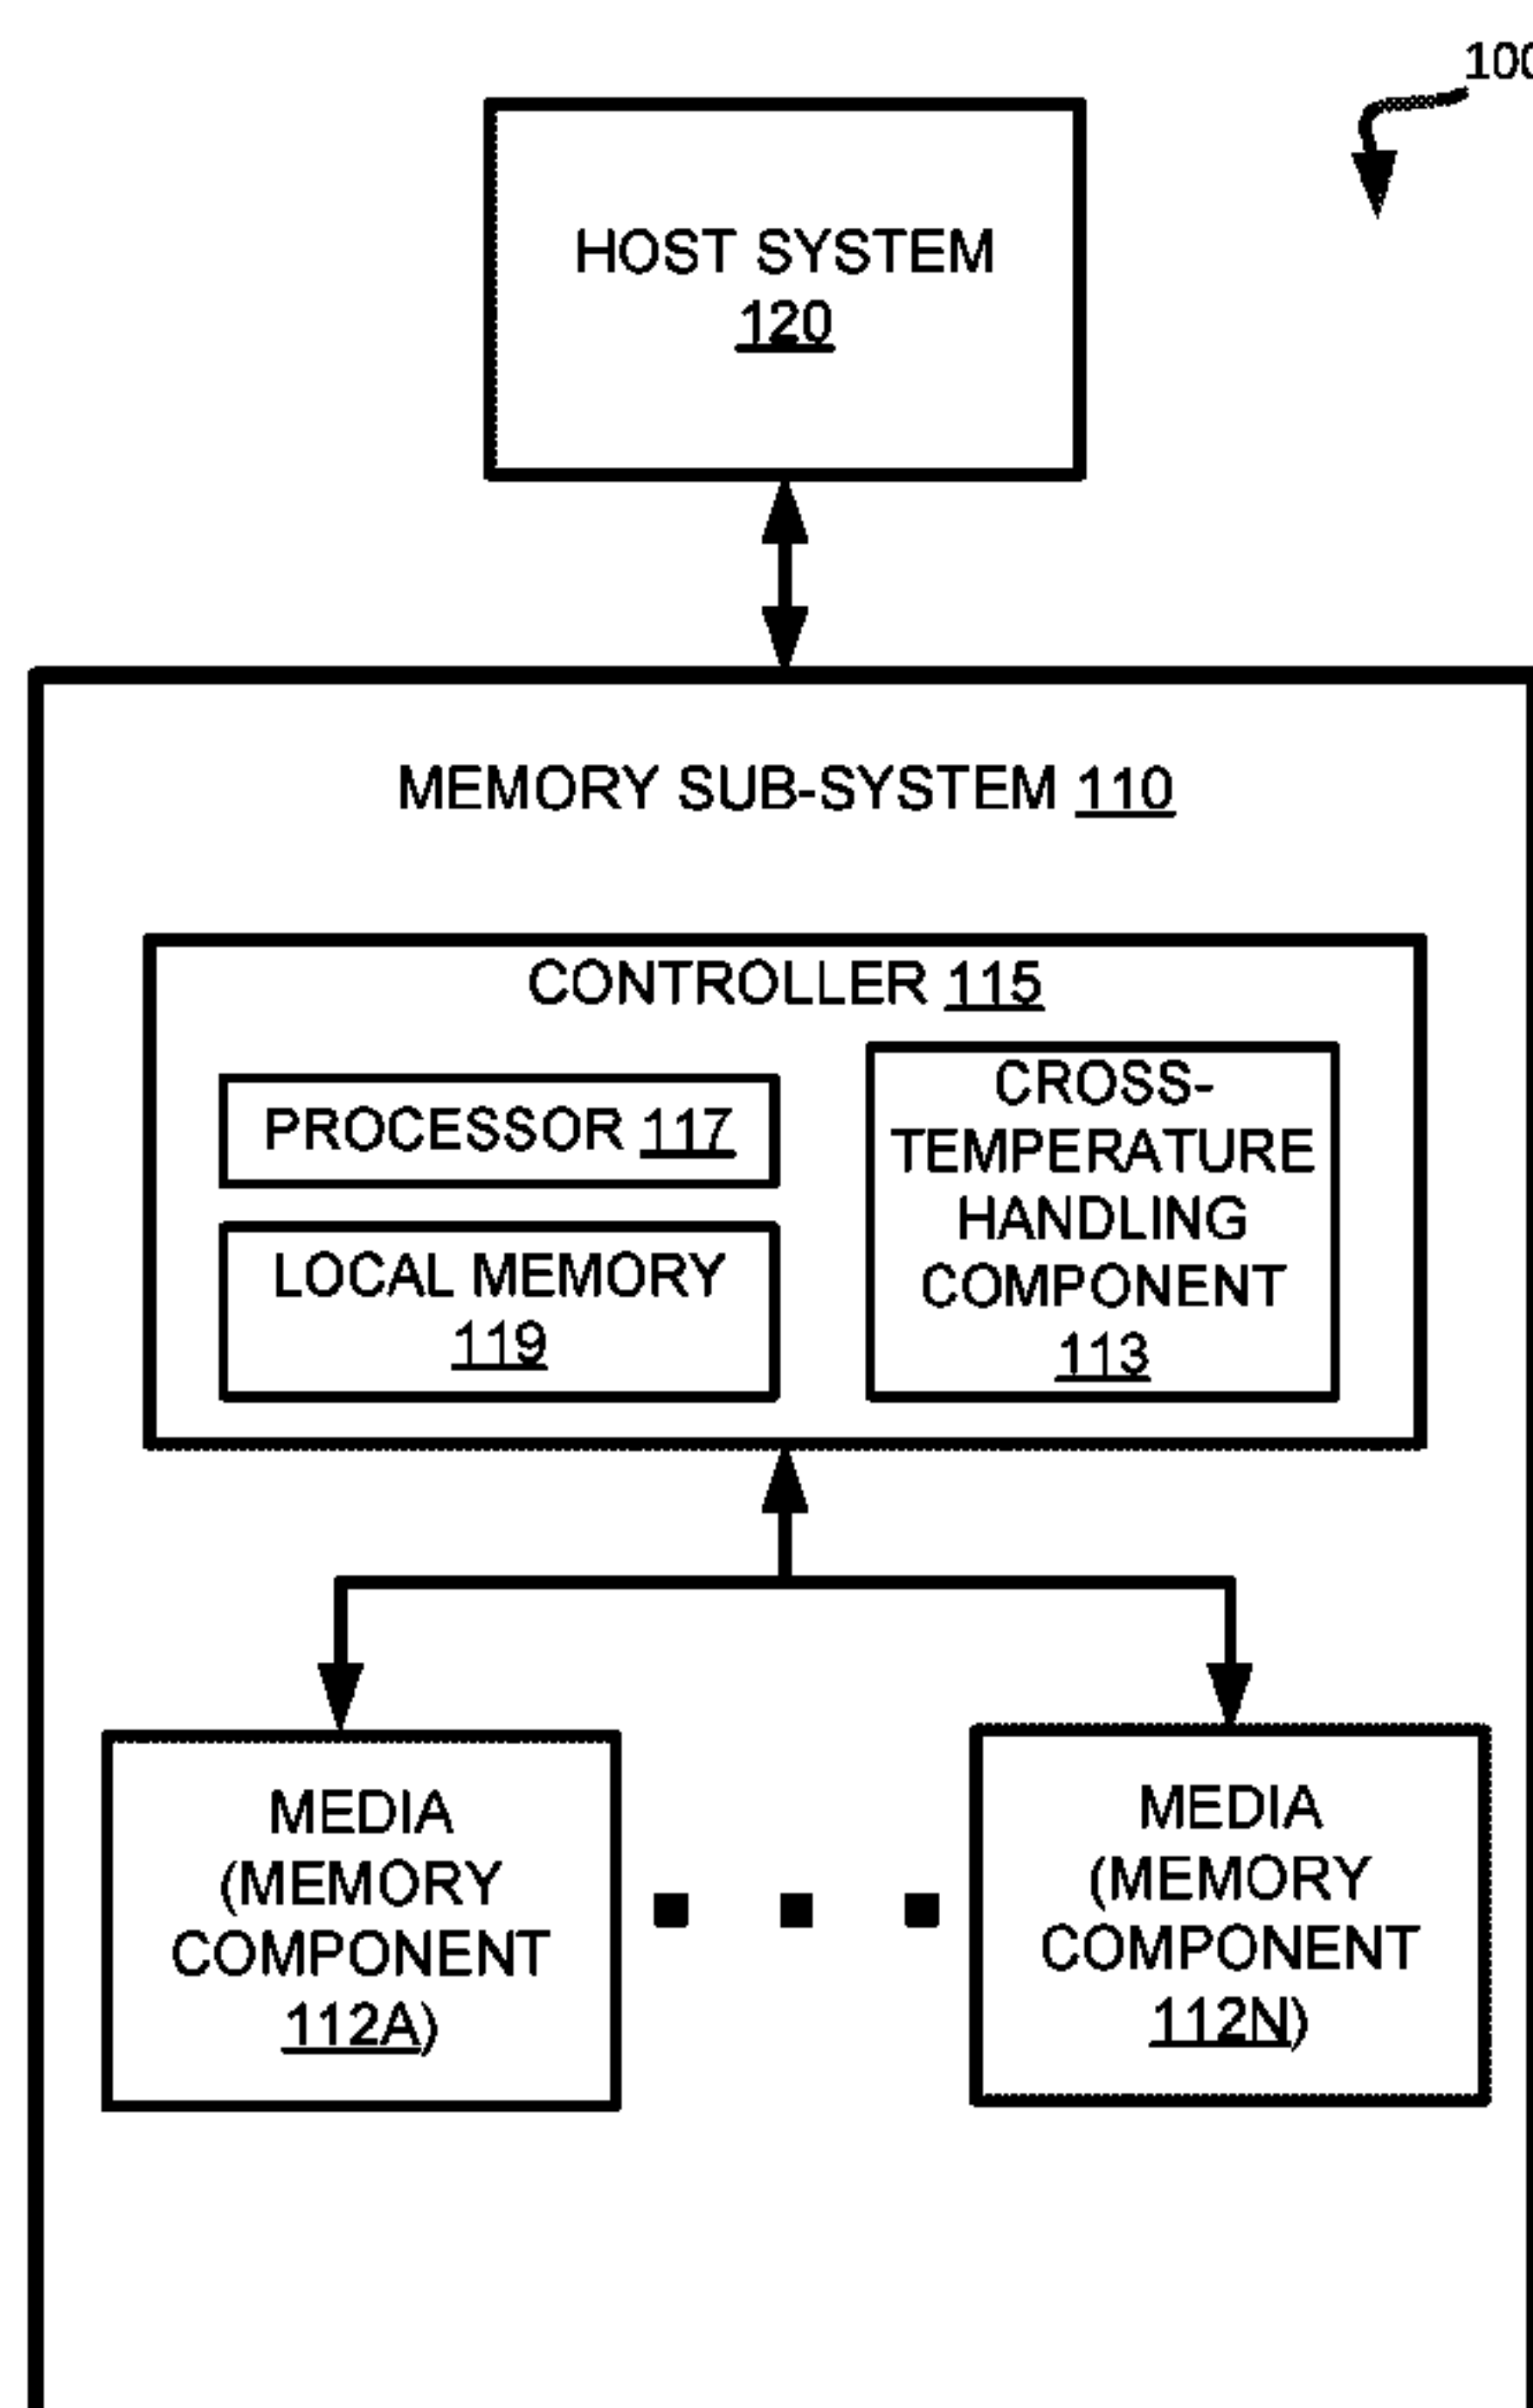 100
HOST SYSTEM
120
MEMORY SUB-SYSTEM 110
CONTROLLER 115
PROCESSOR 117
LOCAL MEMORY
119
CROSS-
TEMPERATURE
HANDLING
COMPONENT
113
MEDIA
(MEMORY
COMPONENT
112A)
MEDIA
(MEMORY
COMPONENT
112N)